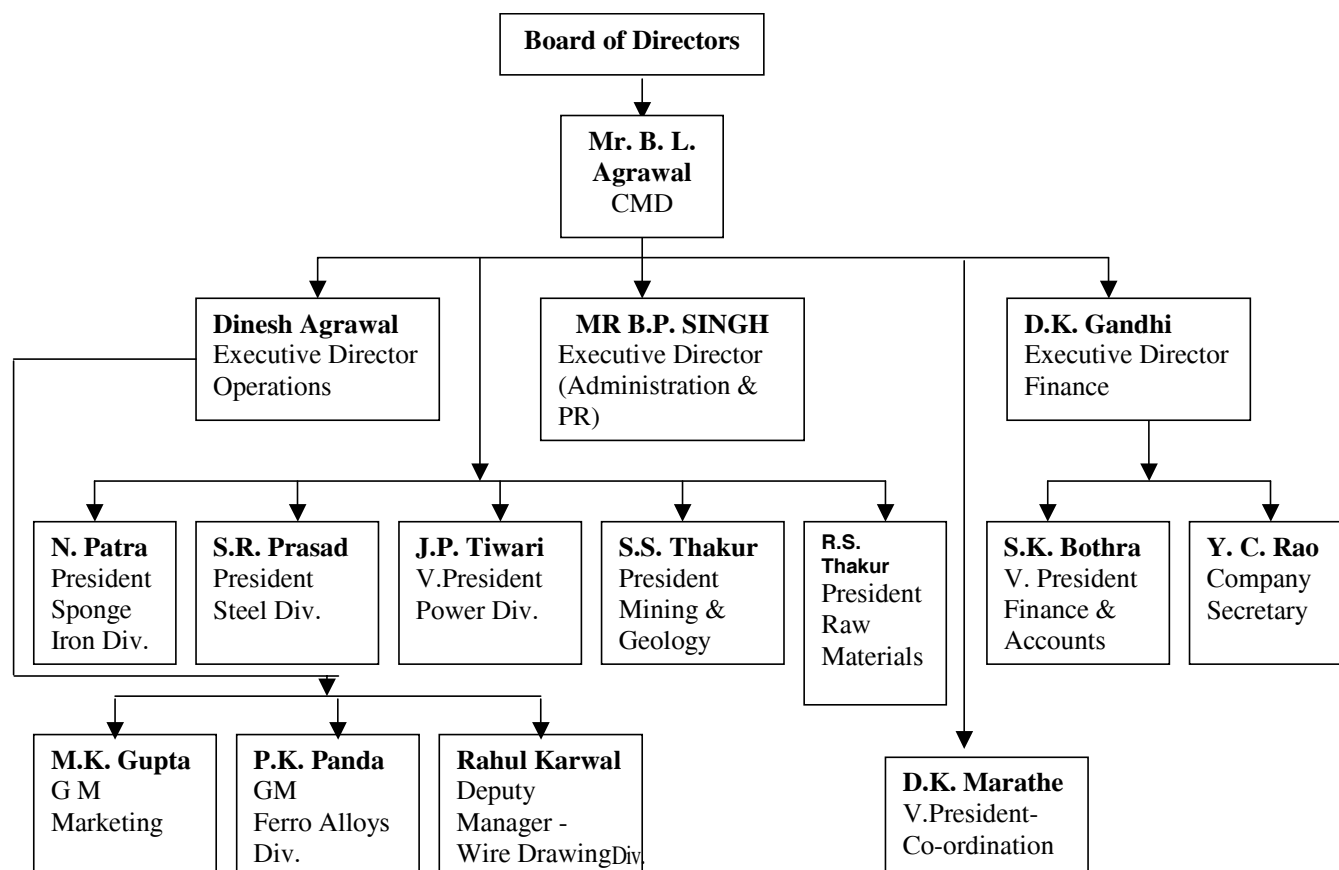 Board of Directors
Mr. B. L.
Agrawal
CMD
Dinesh Agrawal
Executive Director
Operations
MR B.P. SINGH
Executive Director
(Administration &
PR)
D.K. Gandhi
Executive Director
Finance
N. Patra
President
Sponge
Iron Div.
S.R. Prasad
President
Steel Div.
J.P. Tiwari
V.President
Power Div.
S.S. Thakur
President
Mining &
Geology
R.S.
Thakur
President
Raw
Materials
S.K. Bothra
V. President
Finance &
Accounts
Y. C. Rao
Company
Secretary
M.K. Gupta
G M
Marketing
P.K. Panda
GM
Ferro Alloys
Div.
Rahul Karwal
Deputy
Manager -
Wire DrawingDiv.
D.K. Marathe
V.President-
Co-ordination